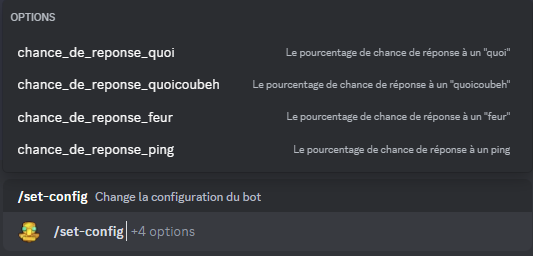 OPTIONS
chance_de_reponse_quoi Le pourcentage de chance de réponse à un "quoi"
chance_de_reponse_quoicoubeh Le pourcentage de chance de réponse à un "quoicoubeh"
chance_de_reponse_feur Le pourcentage de chance de réponse à un "feur"
chance_de_reponse_ping Le pourcentage de chance de réponse à un ping
/set-config Change la configuration du bot
/set-config +4 options